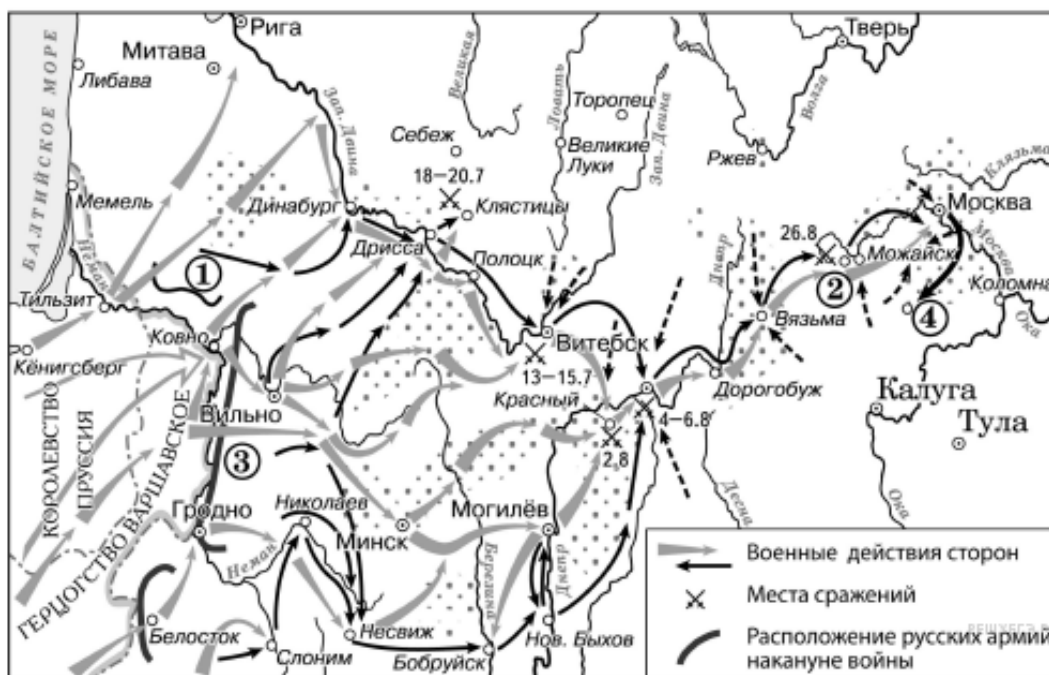 Рига
Тверь
Митава
Либава
БАЛТИЙСКОЕ МОРЕ
Зап. Двина
Великая
Ловать
Торопец
Зап. Двина
Волга
Себеж
Великие
Луки
Ржев
Клязьма
18–20.7
Мемель
Динабург
Клястицы
Москва
Неман
Дрисса
26.8
Можайск
Москва
1
Полоцк
Днепр
2
Коломна
Тильзит
4
Ока
Ковно
Витебск
Вязьма
Кёнигсберг
13–15.7
Вильно
Красный
Дорогобуж
Калуга
4–6.8
Тула
КОРОЛЕВСТВО
ПРУССИЯ
ГЕРЦОГСТВО ВАРШАВСКОЕ
3
2.8
Десна
Ока
Николаев
Гродно
Минск
Могилёв
Неман
Березина
Днепр
Белосток
Несвиж
Слоним
Бобруйск
Нов. Быхов
Военные действия сторон
Места сражений
РЕШУЕГЭ.Р
Расположение русских армий
накануне войны